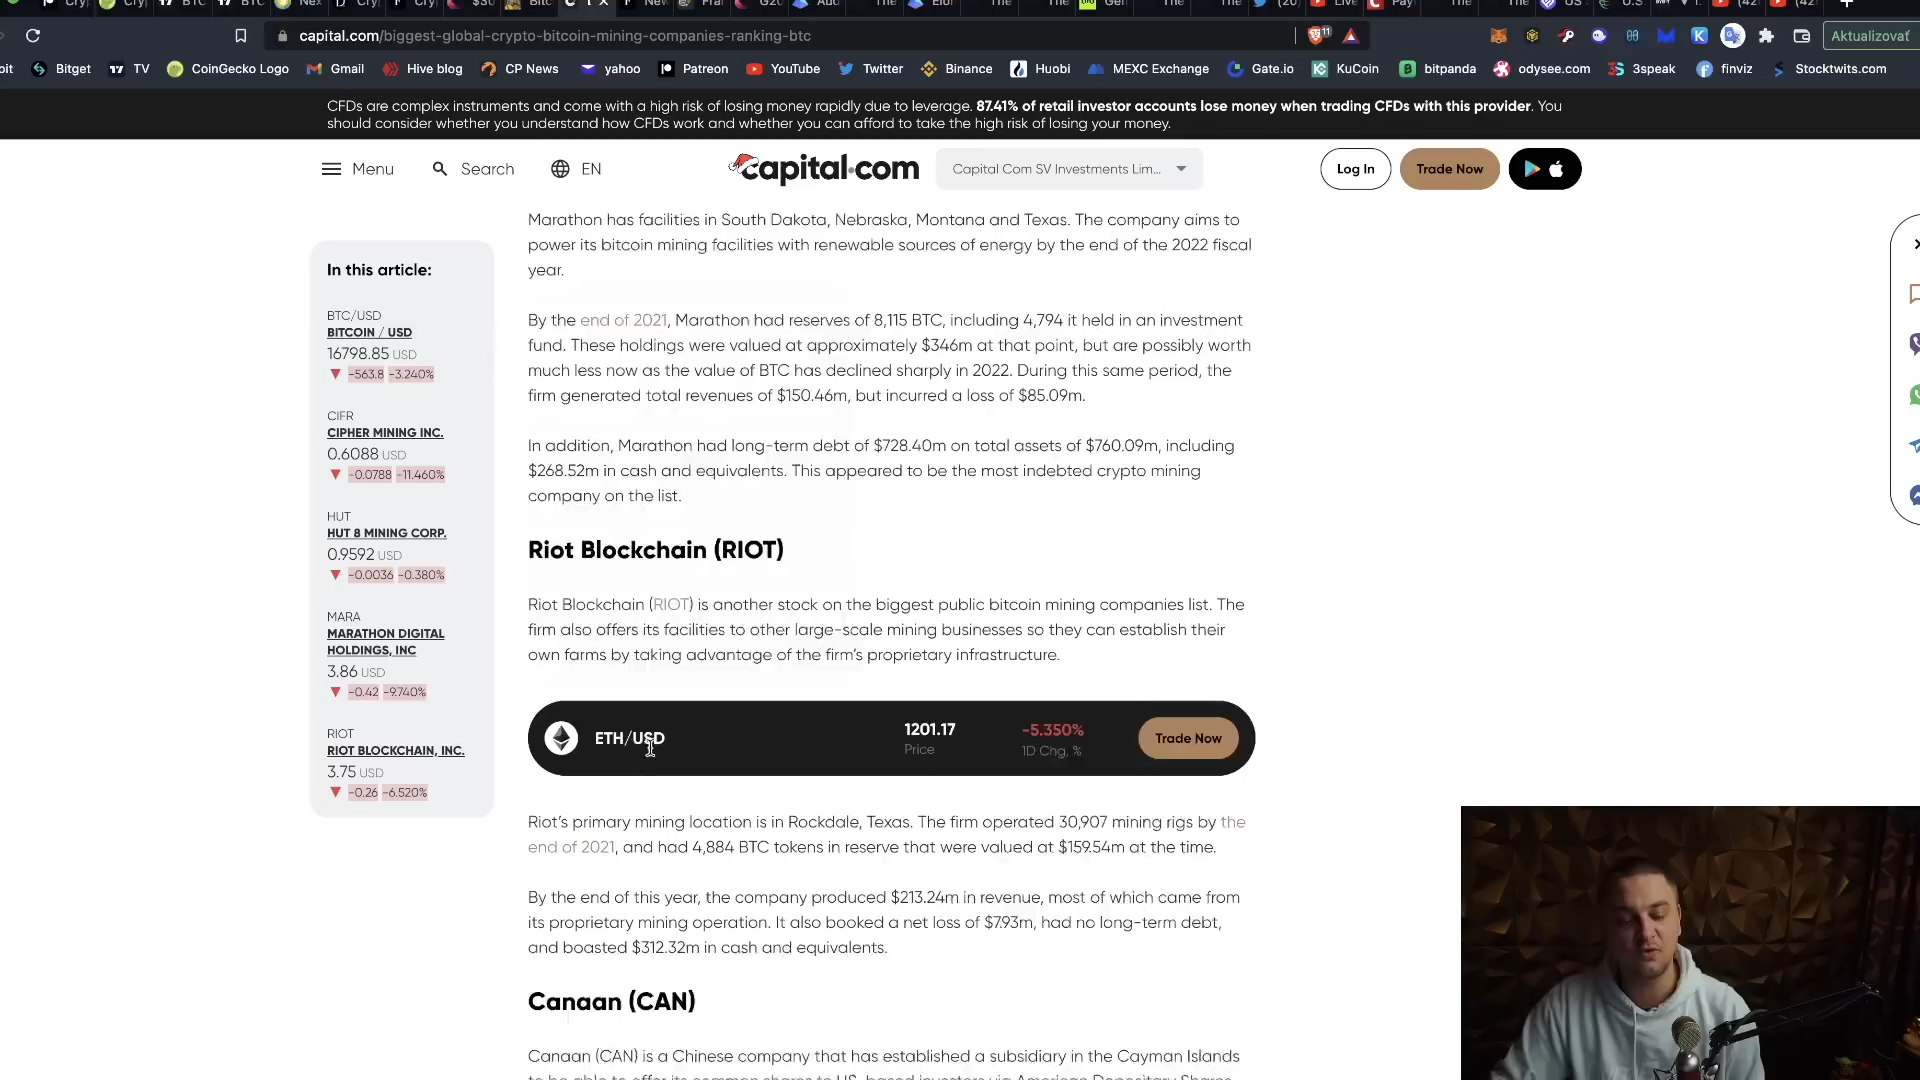 capital.com/biggest-global-crypto-bitcoin-mining-companies-ranking-btc
11
Aktualizovať
Bitget TV CoinGecko Logo Gmail Hive blog CP News yahoo Patreon YouTube Twitter Binance Huobi MEXC Exchange Gate.io KuCoin bitpanda odysee.com 3speak finviz Stocktwits.com
CFDs are complex instruments and come with a high risk of losing money rapidly due to leverage. 87.41% of retail investor accounts lose money when trading CFDs with this provider. You
should consider whether you understand how CFDs work and whether you can afford to take the high risk of losing your money.
Menu Search EN capital.com Capital Com SV Investments Lim... Log In Trade Now
In this article:
BTC/USD
BITCOIN / USD
16798.85 USD
-563.8 -3.240%
CIFR
CIPHER MINING INC.
0.6088 USD
-0.0788 -11.460%
HUT
HUT 8 MINING CORP.
0.9592 USD
-0.0036 -0.380%
MARA
MARATHON DIGITAL
HOLDINGS, INC
3.86 USD
-0.42 -9.740%
RIOT
RIOT BLOCKCHAIN, INC.
3.75 USD
-0.26 -6.520%
Marathon has facilities in South Dakota, Nebraska, Montana and Texas. The company aims to
power its bitcoin mining facilities with renewable sources of energy by the end of the 2022 fiscal
year.
By the end of 2021, Marathon had reserves of 8,115 BTC, including 4,794 it held in an investment
fund. These holdings were valued at approximately $346m at that point, but are possibly worth
much less now as the value of BTC has declined sharply in 2022. During this same period, the
firm generated total revenues of $150.46m, but incurred a loss of $85.09m.
In addition, Marathon had long-term debt of $728.40m on total assets of $760.09m, including
$268.52m in cash and equivalents. This appeared to be the most indebted crypto mining
company on the list.
Riot Blockchain (RIOT)
Riot Blockchain (RIOT) is another stock on the biggest public bitcoin mining companies list. The
firm also offers its facilities to other large-scale mining businesses so they can establish their
own farms by taking advantage of the firm's proprietary infrastructure.
ETH/USD 1201.17 -5.350% Trade Now
Price 1D Chg, %
Riot's primary mining location is in Rockdale, Texas. The firm operated 30,907 mining rigs by the
end of 2021, and had 4,884 BTC tokens in reserve that were valued at $159.54m at the time.
By the end of this year, the company produced $213.24m in revenue, most of which came from
its proprietary mining operation. It also booked a net loss of $7.93m, had no long-term debt,
and boasted $312.32m in cash and equivalents.
Canaan (CAN)
Canaan (CAN) is a Chinese company that has established a subsidiary in the Cayman Islands